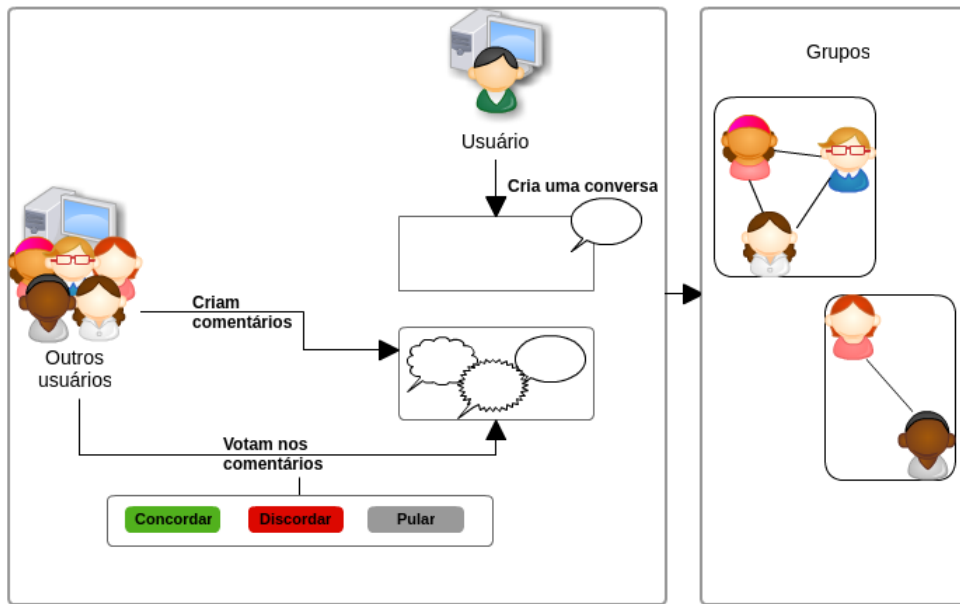 Usuário
Cria uma conversa
Criam
comentários
Outros
usuários
Votam nos
comentários
Concordar
Discordar
Pular
Grupos